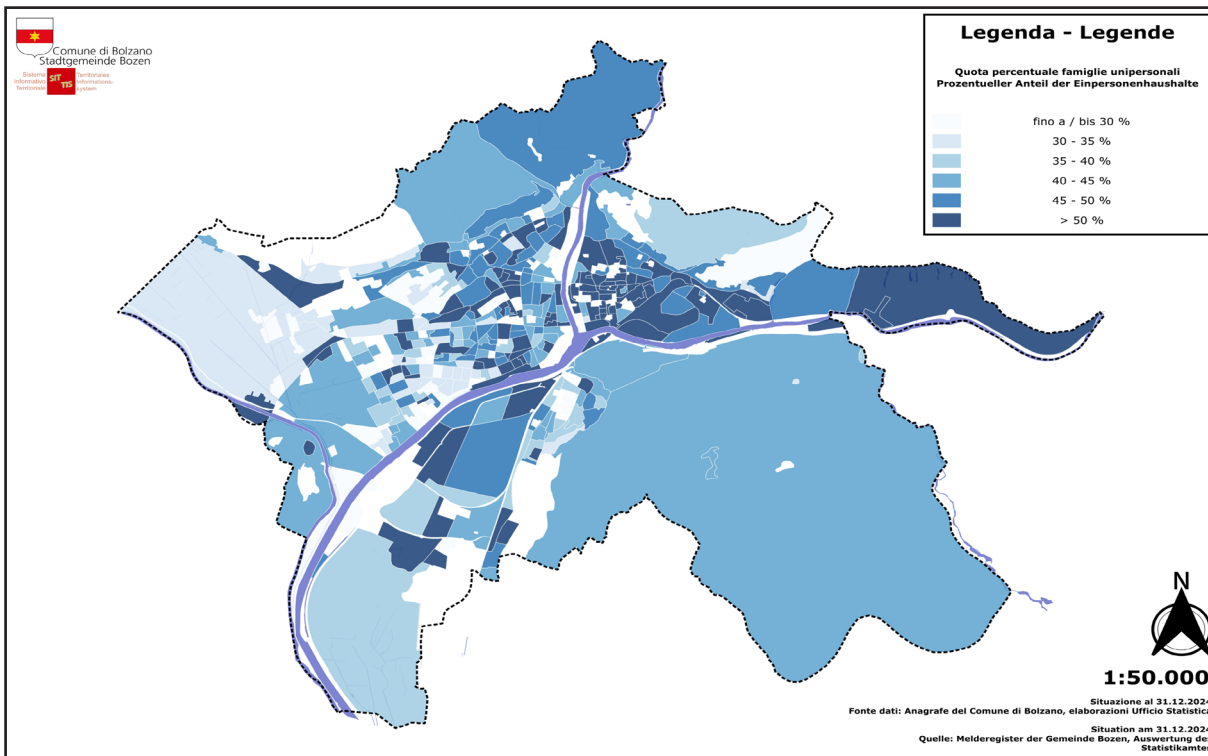 Comune di Bolzano
Stadtgemeinde Bozen
Sistema
Informativo
Territoriale
SIT
TIS
Territoriales
Informations-
system
Legenda - Legende
Quota percentuale famiglie unipersonali
Prozentueller Anteil der Einpersonenhaushalte
fino a / bis 30 %
30 - 35 %
35 - 40 %
40 - 45 %
45 - 50 %
> 50 %
N
1:50.000
Situazione al 31.12.2024
Fonte dati: Anagrafe del Comune di Bolzano, elaborazioni Ufficio Statistica
Situation am 31.12.2024
Quelle: Melderegister der Gemeinde Bozen, Auswertung des
Statistikamtes